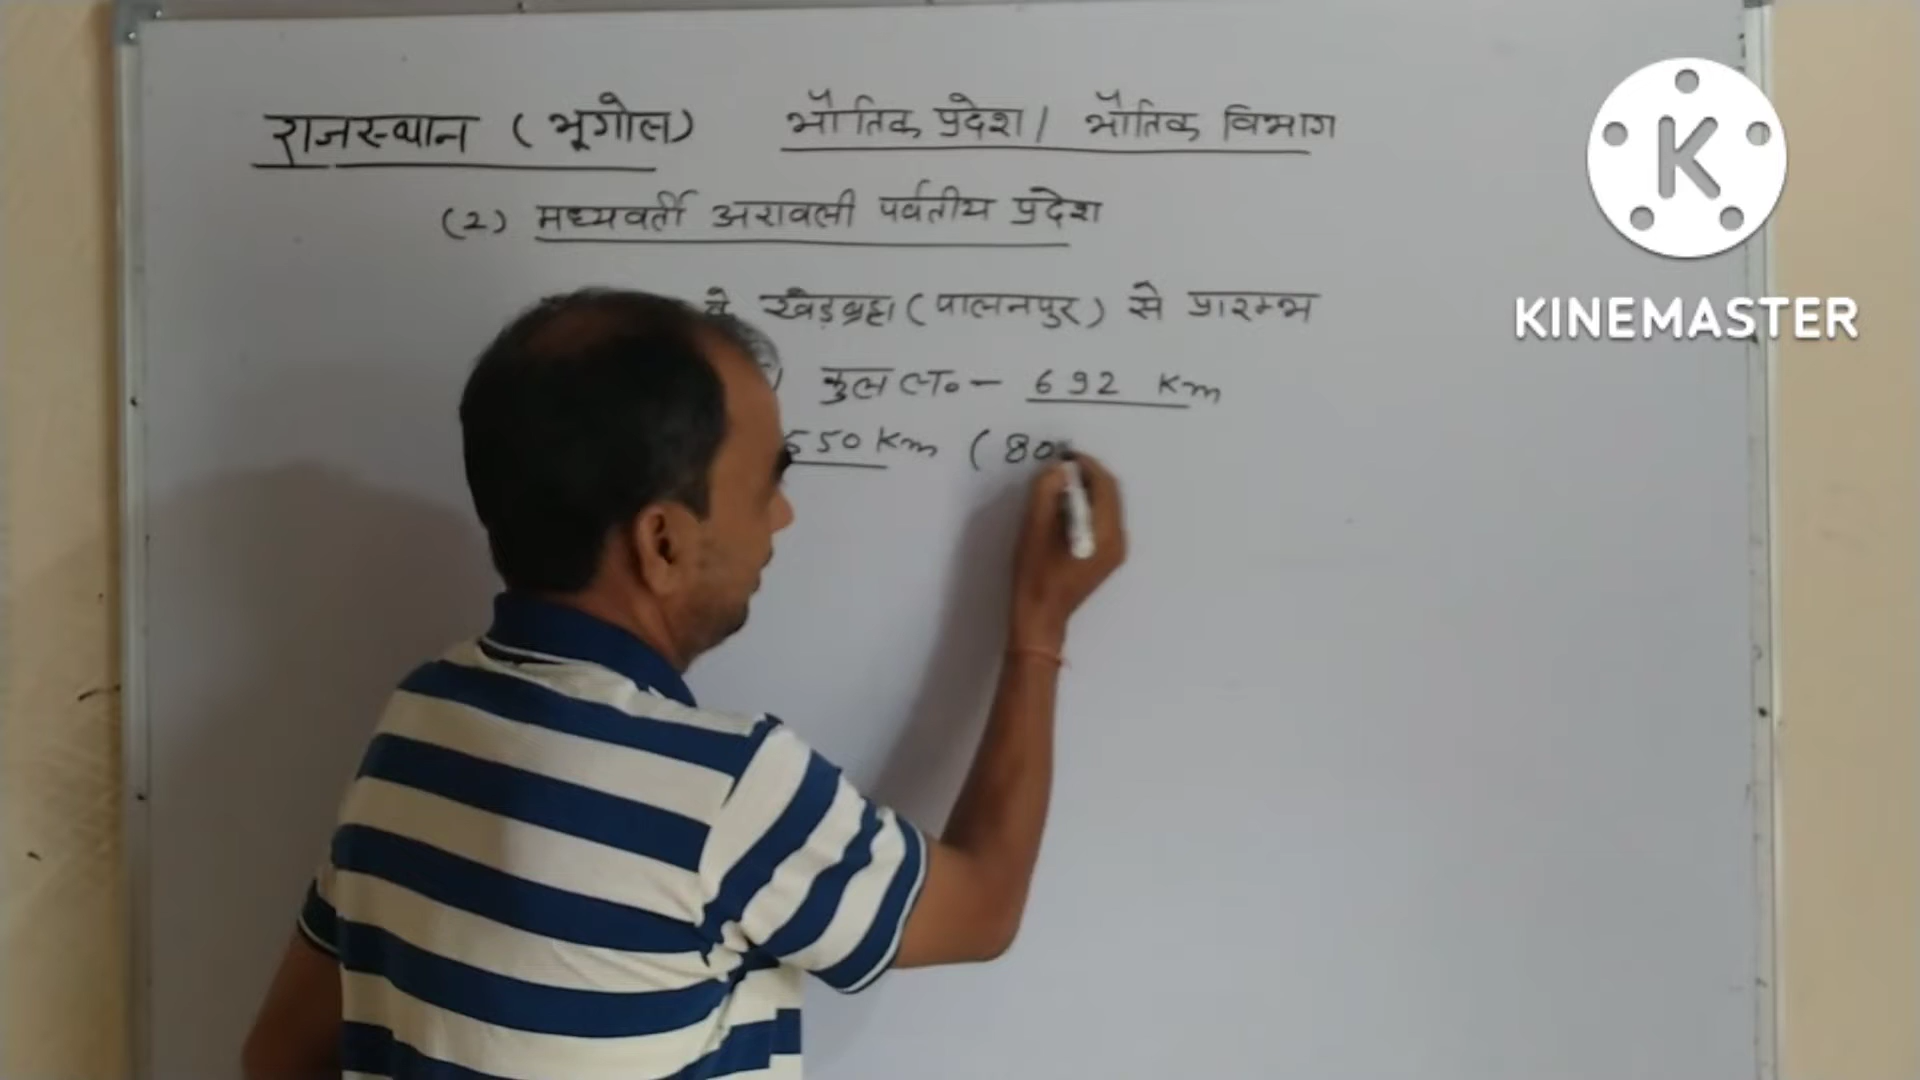 राजस्थान (भूगोल) भौतिक प्रदेश / भौतिक विभाग
(2) मध्यवर्ती अरावली पर्वतीय प्रदेश
के खेड़ब्रह्मा (पालनपुर) से प्रारम्भ
कुल ल० - 692 Km
550 Km (80
KINEMASTER